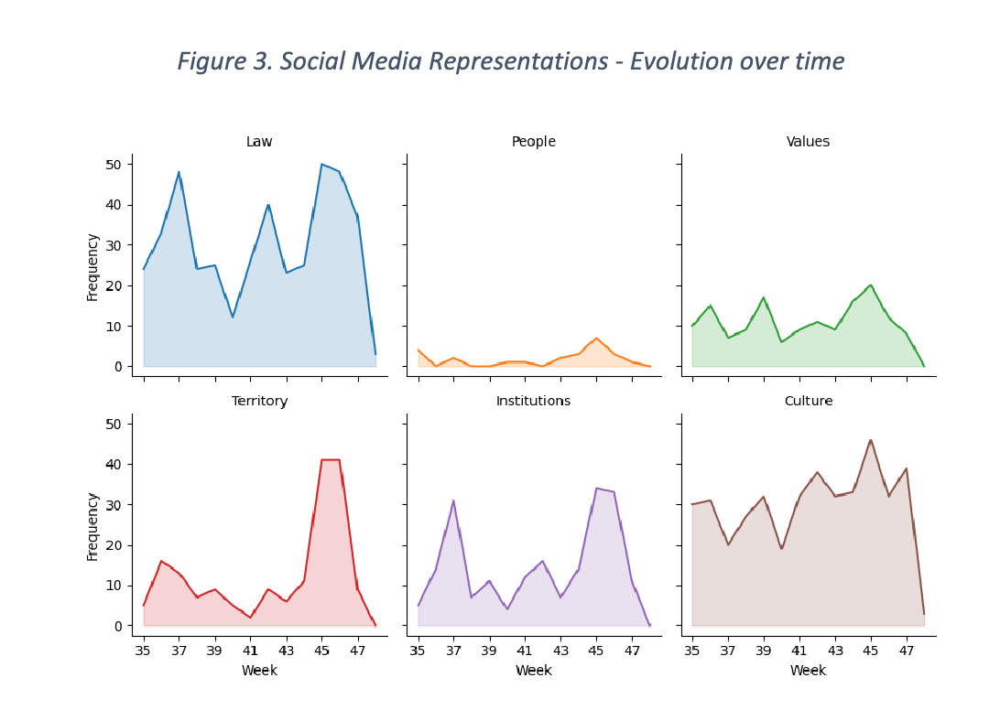 Figure 3. Social Media Representations - Evolution over time
Law
People
Values
50
40
30
20
10
0
Frequency
Territory
Institutions
Culture
50
40
30
20
10
0
Frequency
35 37 39 41 43 45 47
35 37 39 41 43 45 47
35 37 39 41 43 45 47
Week
Week
Week